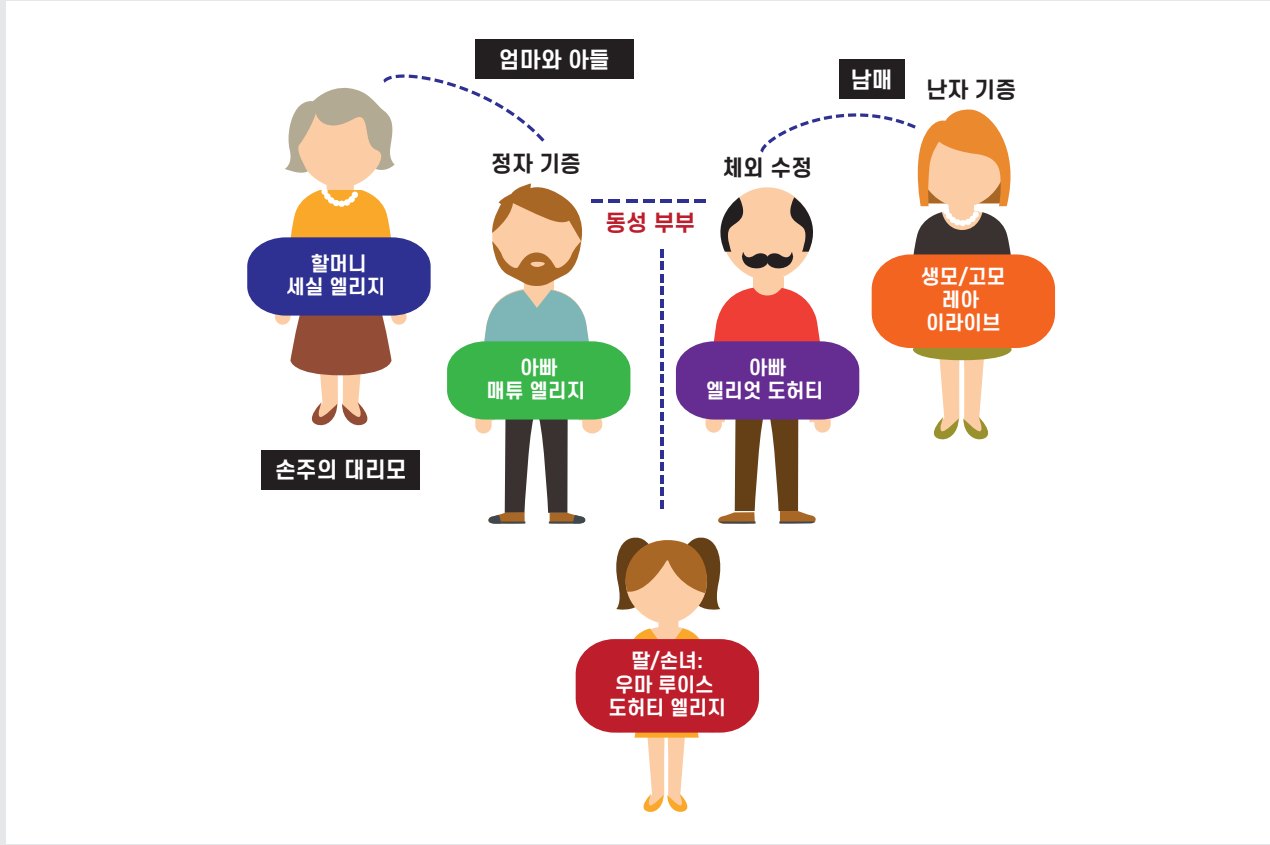 엄마와 아들
남매
난자 기증
정자 기증
체외 수정
동성 부부
할머니
세실 엘리지
생모/고모
레아
이라이브
아빠
매튜 엘리지
아빠
엘리엇 도허티
손주의 대리모
딸/손녀:
우마 루이스
도허티 엘리지